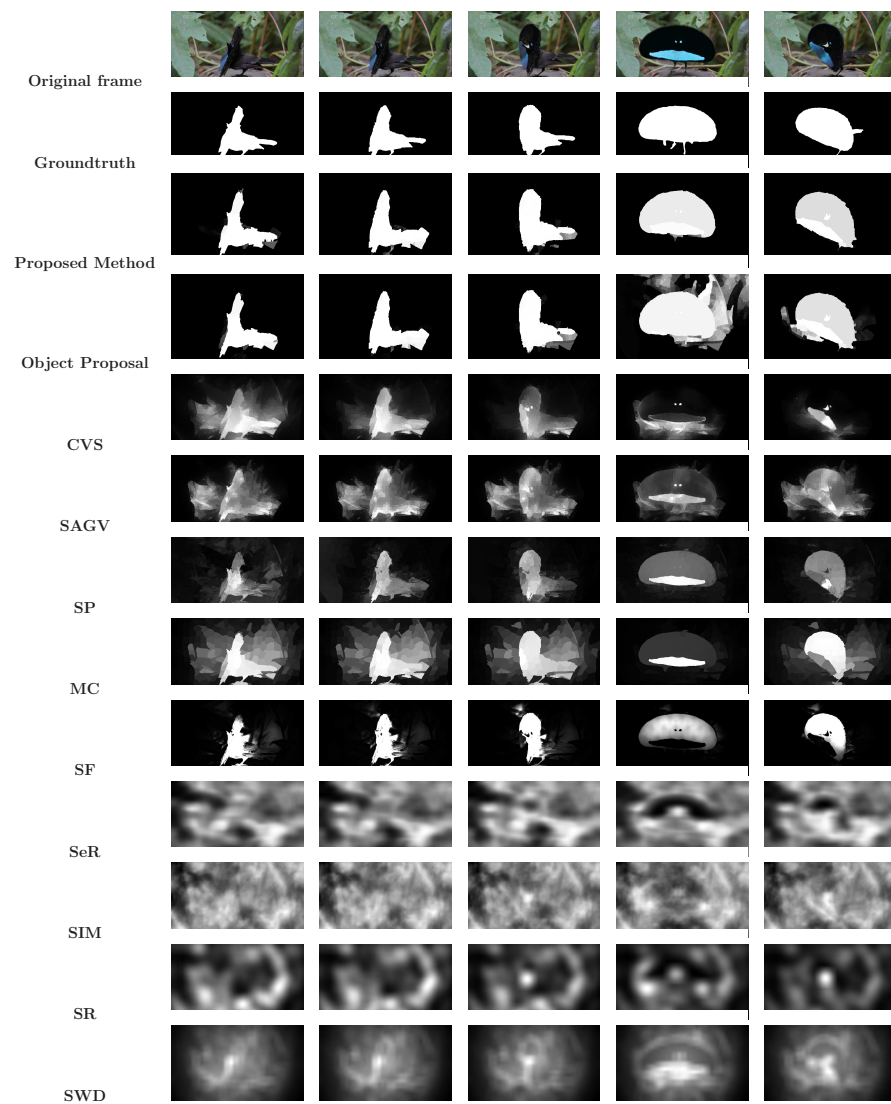 Original frame
Groundtruth
Proposed Method
Object Proposal
CVS
SAGV
SP
MC
SF
SeR
SIM
SR
SWD